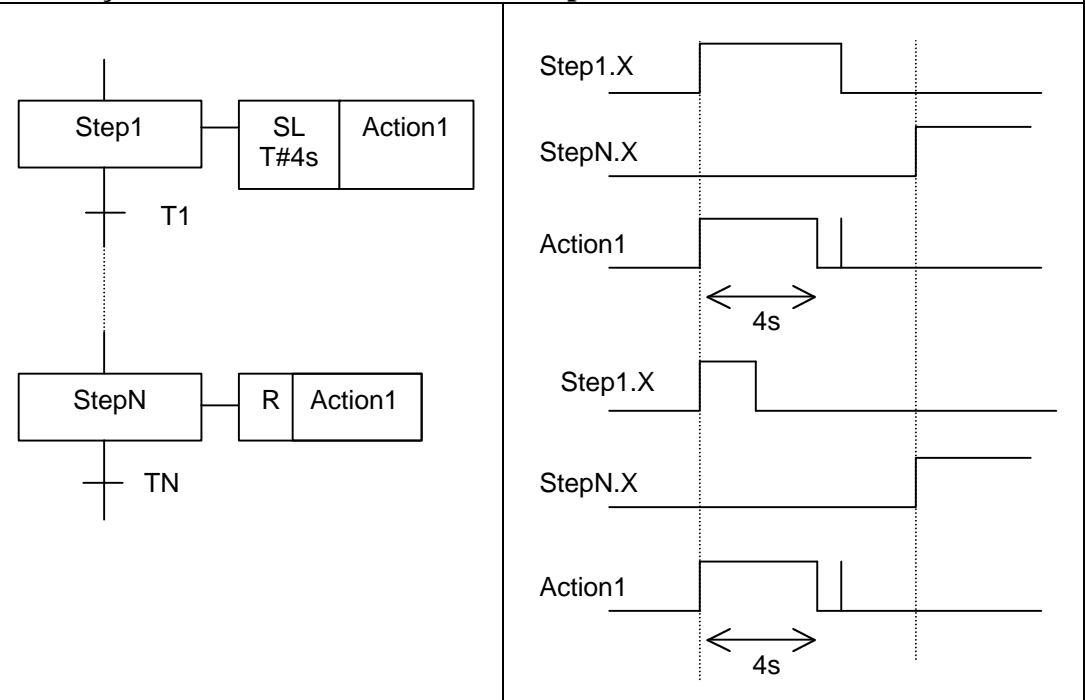 Step1
SL
T#4s
Action1
T1
StepN
R
Action1
TN
Step1.X
StepN.X
Action1
4s
Step1.X
StepN.X
Action1
4s